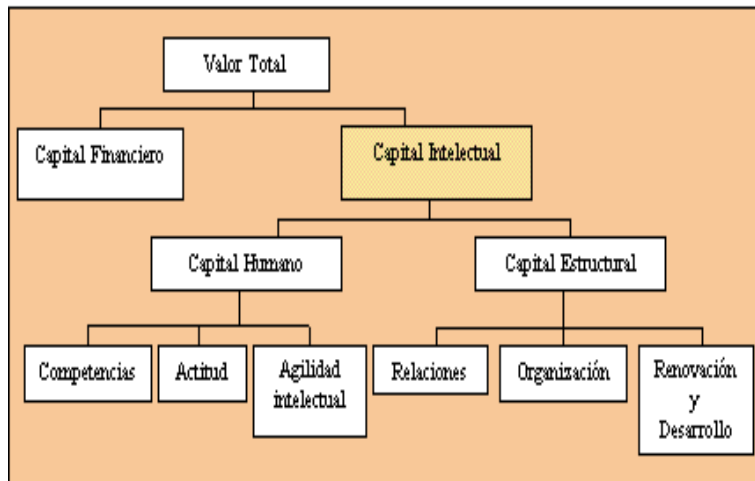 Valor Total
Capital Financiero
Capital Intelectual
Capital Humano
Capital Estructural
Competencias
Actitud
Agilidad
intelectual
Relaciones
Organización
Renovación
y
Desarrollo